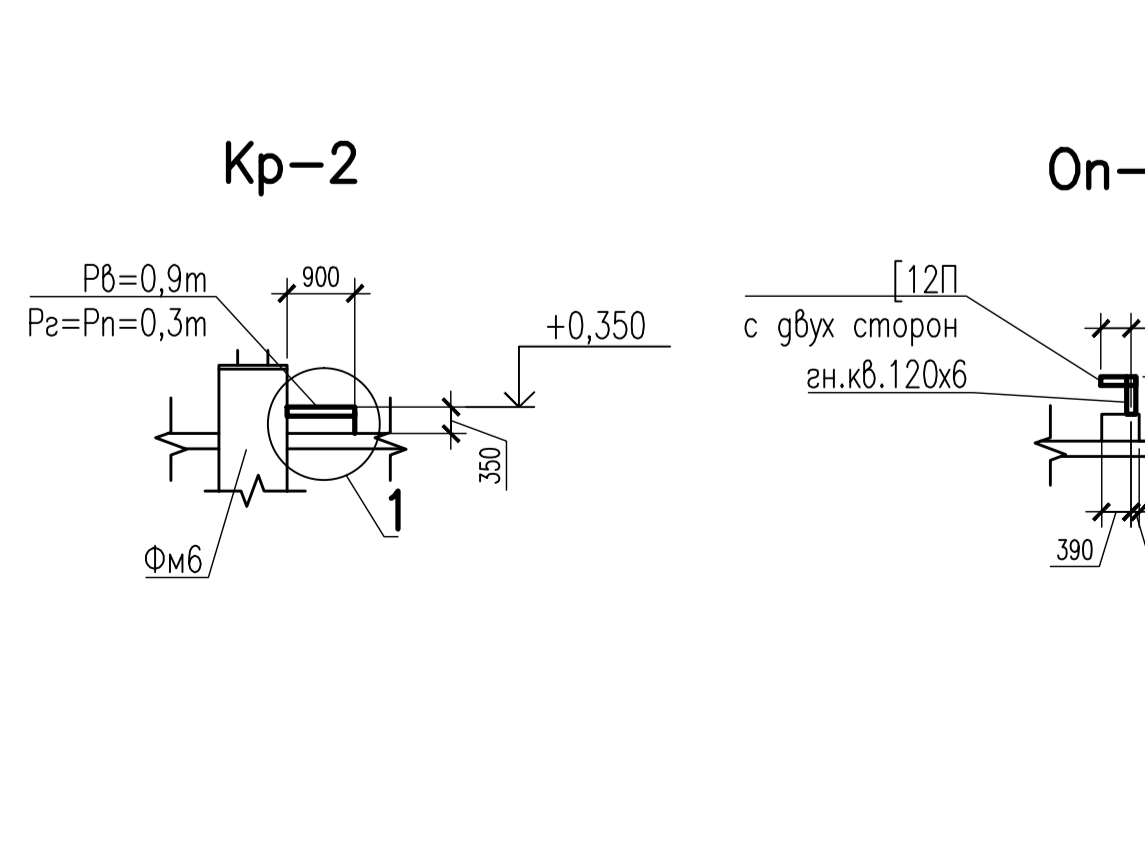 Кр-2
Рв=0,9т
Рг=Рп=0,3т
900
+0,350
350
1
Фм6
Оп-
[12П
с двух сторон
гн.кв.120х6
390